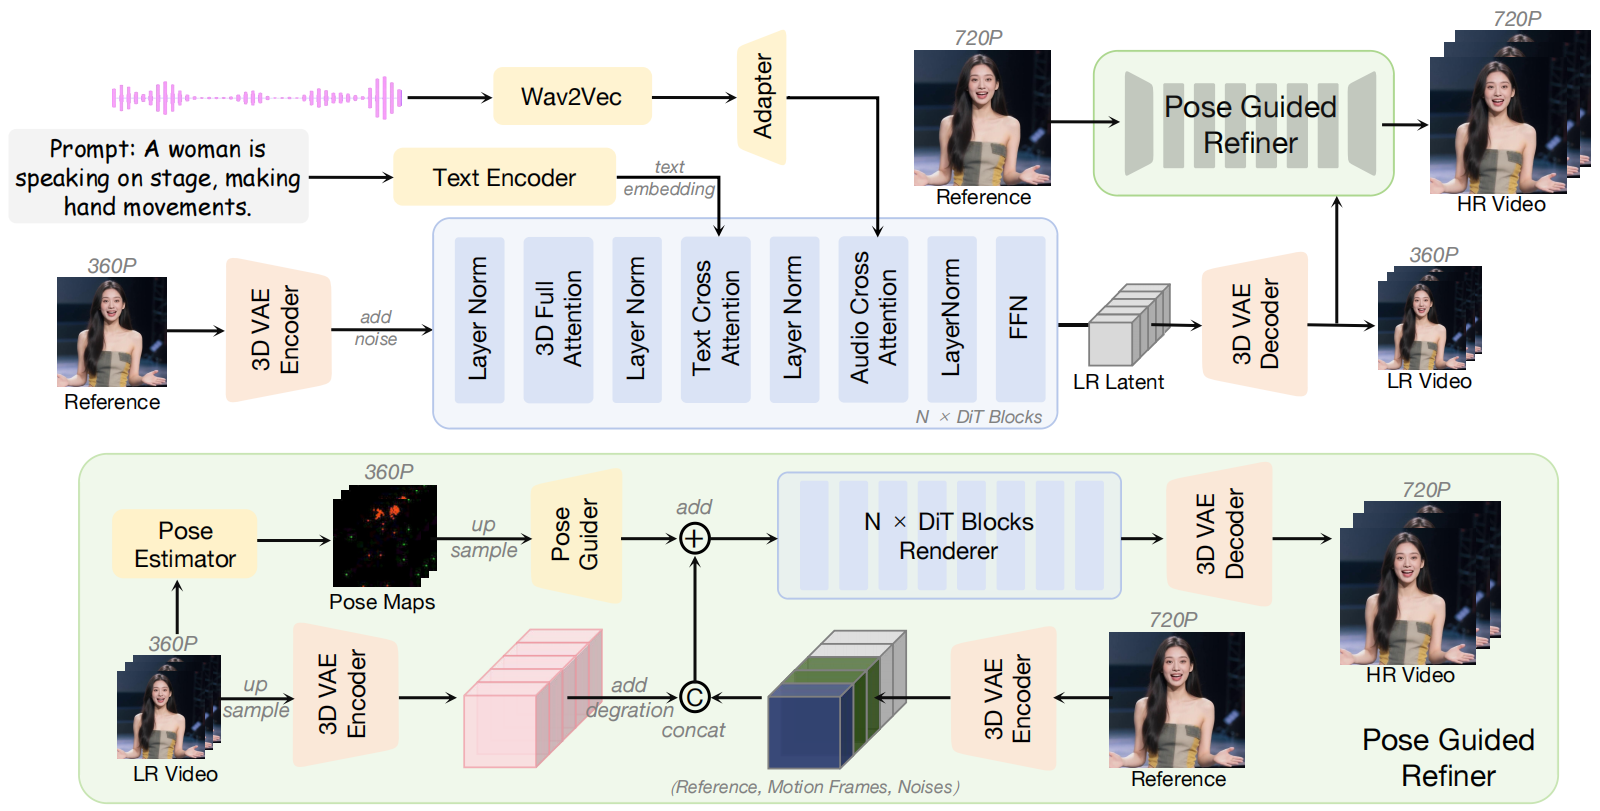 720P
720P
Wav2Vec
Adapter
Pose Guided
Refiner
Prompt: A woman is
speaking on stage, making
hand movements.
Text Encoder
text
embedding
Reference
HR Video
360P
3D VAE
Encoder
add
noise
Reference
Layer Norm
3D Full
Attention
Layer Norm
Text Cross
Attention
Layer Norm
Audio Cross
Attention
LayerNorm
FFN
N × DiT Blocks
LR Latent
3D VAE
Decoder
360P
LR Video
360P
Pose
Estimator
Pose Maps
up
sample
Pose
Guider
add
N × DiT Blocks
Renderer
3D VAE
Decoder
720P
HR Video
360P
LR Video
up
sample
3D VAE
Encoder
add
degration
C
concat
(Reference, Motion Frames, Noises)
3D VAE
Encoder
720P
Reference
Pose Guided
Refiner